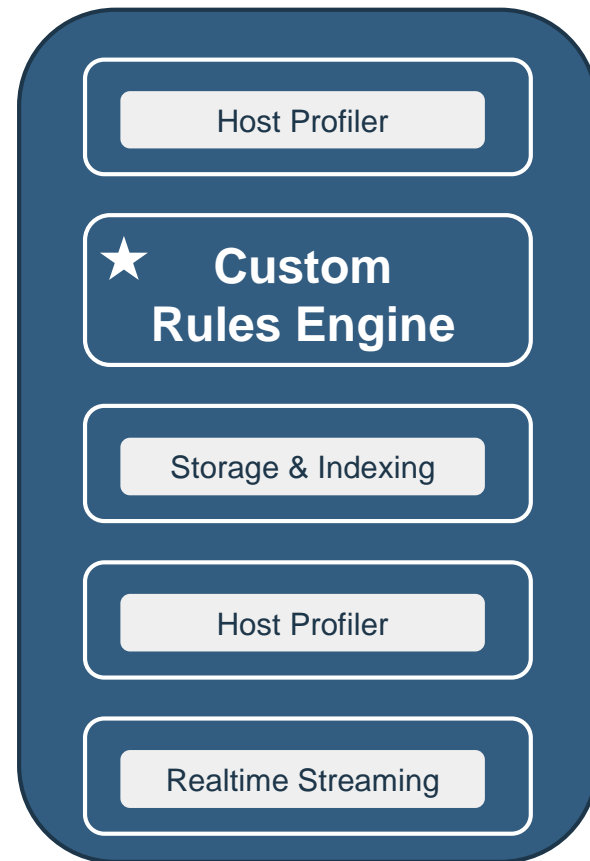 Host Profiler
Custom
Rules Engine
Storage & Indexing
Host Profiler
Realtime Streaming